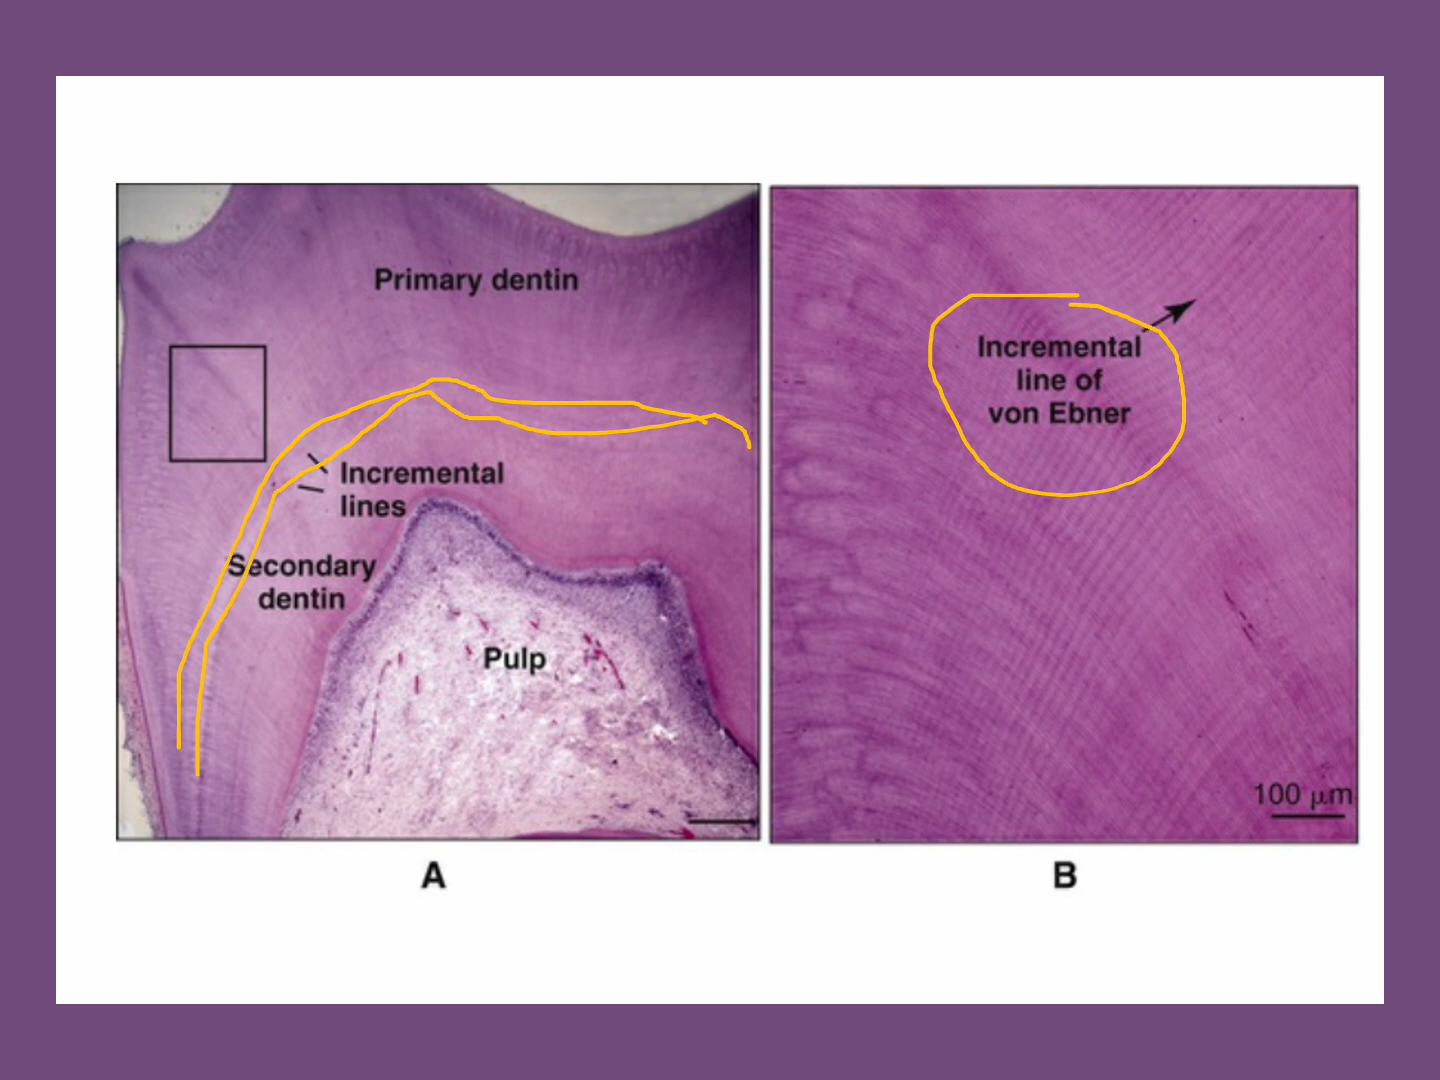 Primary dentin
Incremental
lines
Secondary
dentin
Pulp
A
Incremental
line of
von Ebner
100 μm
B